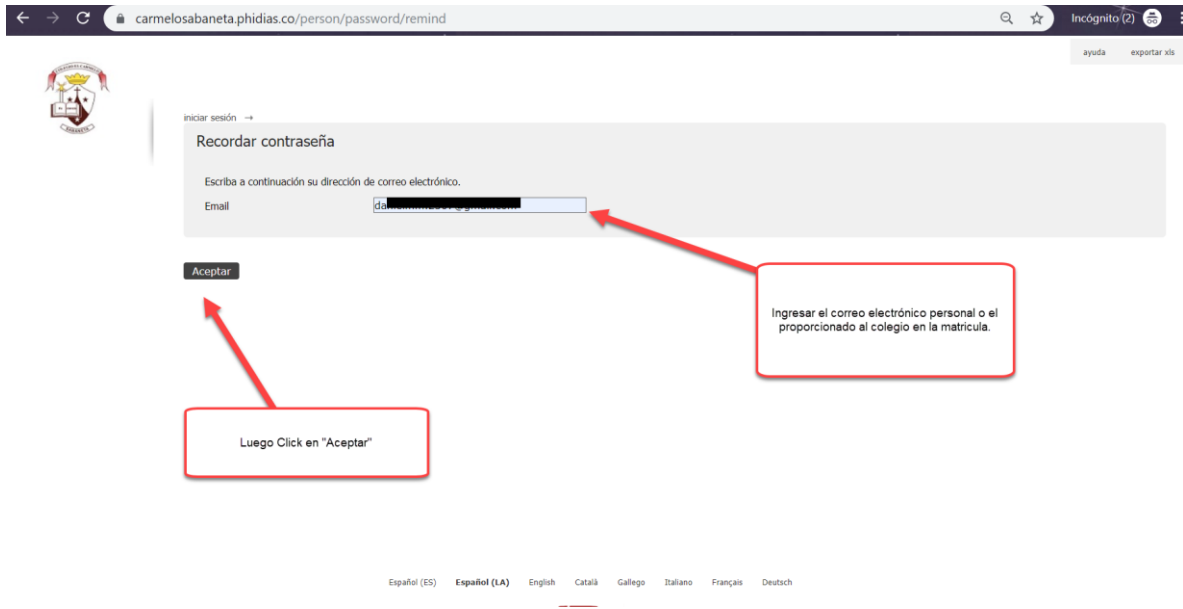 carmelosabaneta.phidias.co/person/password/remind
Incógnito (2)
ayuda exportar xls
SABANETA
iniciar sesión →
Recordar contraseña
Escriba a continuación su dirección de correo electrónico.
Email
Aceptar
Ingresar el correo electrónico personal o el
proporcionado al colegio en la matricula.
Luego Click en "Aceptar"
Español (ES) Español (LA) English Català Gallego Italiano Français Deutsch